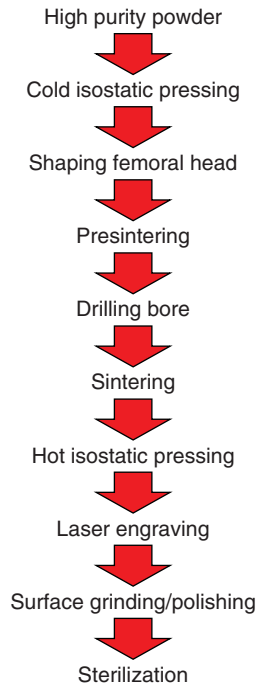 High purity powder
Cold isostatic pressing
Shaping femoral head
Presintering
Drilling bore
Sintering
Hot isostatic pressing
Laser engraving
Surface grinding/polishing
Sterilization